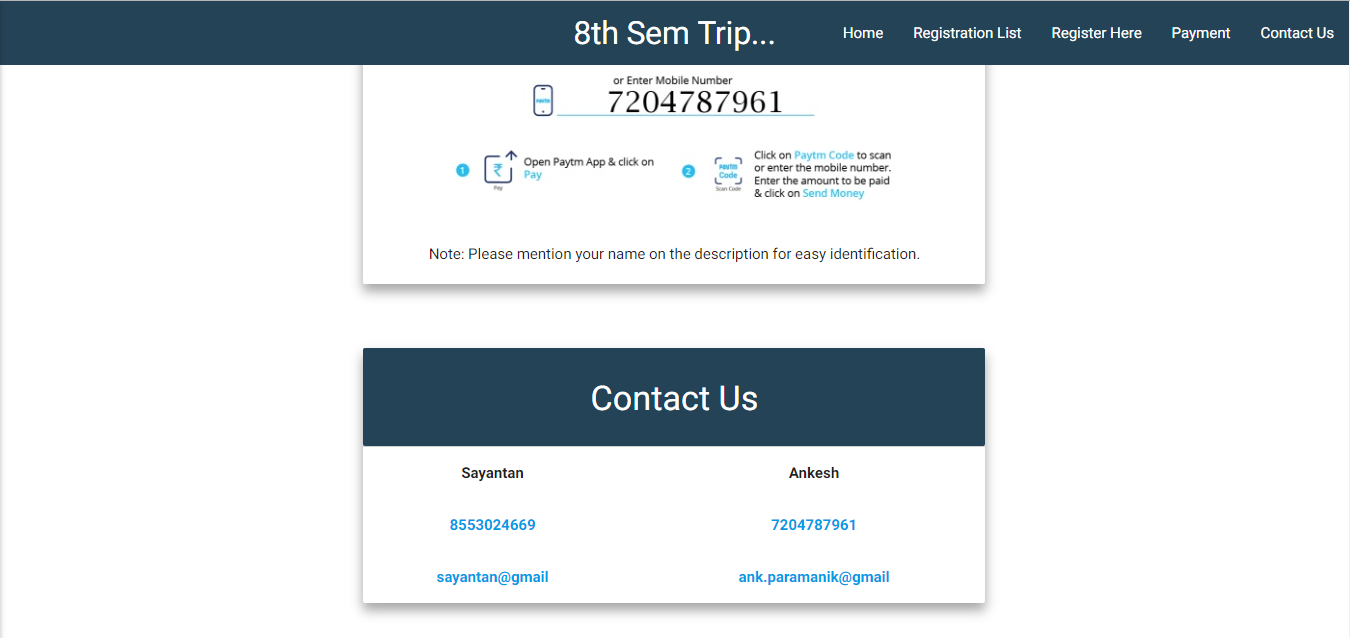 8th Sem Trip...
Home
Registration List
Register Here
Payment
Contact Us
or Enter Mobile Number
paytm
7204787961
1
Pay
Open Paytm App & click on
Pay
2
paytm
Code
Scan Code
Click on Paytm Code to scan
or enter the mobile number.
Enter the amount to be paid
& click on Send Money
Note: Please mention your name on the description for easy identification.
Contact Us
Sayantan
Ankesh
8553024669
7204787961
sayantan@gmail
ank.paramanik@gmail